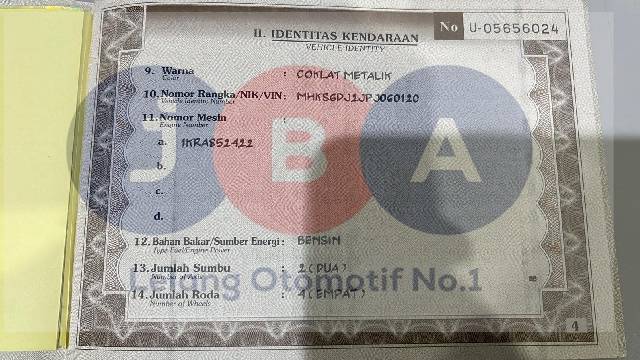 No U-05656024
II. IDENTITAS KENDARAAN
VEHICLE IDENTITY
9. Warna : COKLAT METALIK
Color
10. Nomor Rangka/NIK/VIN: MHKS6DJ2JPJ060120
Vehicle Identity Number
11. Nomor Mesin :
Engine Number
a. 1KRA852422
b.
c.
d.
12. Bahan Bakar/Sumber Energi: BENSIN
Type Fuel/Engine Power
13. Jumlah Sumbu : 2(DUA)
Number of Axle
14. Jumlah Roda : 4(EMPAT)
Number of Wheels
4
JBA
Lelang Otomotif No.1